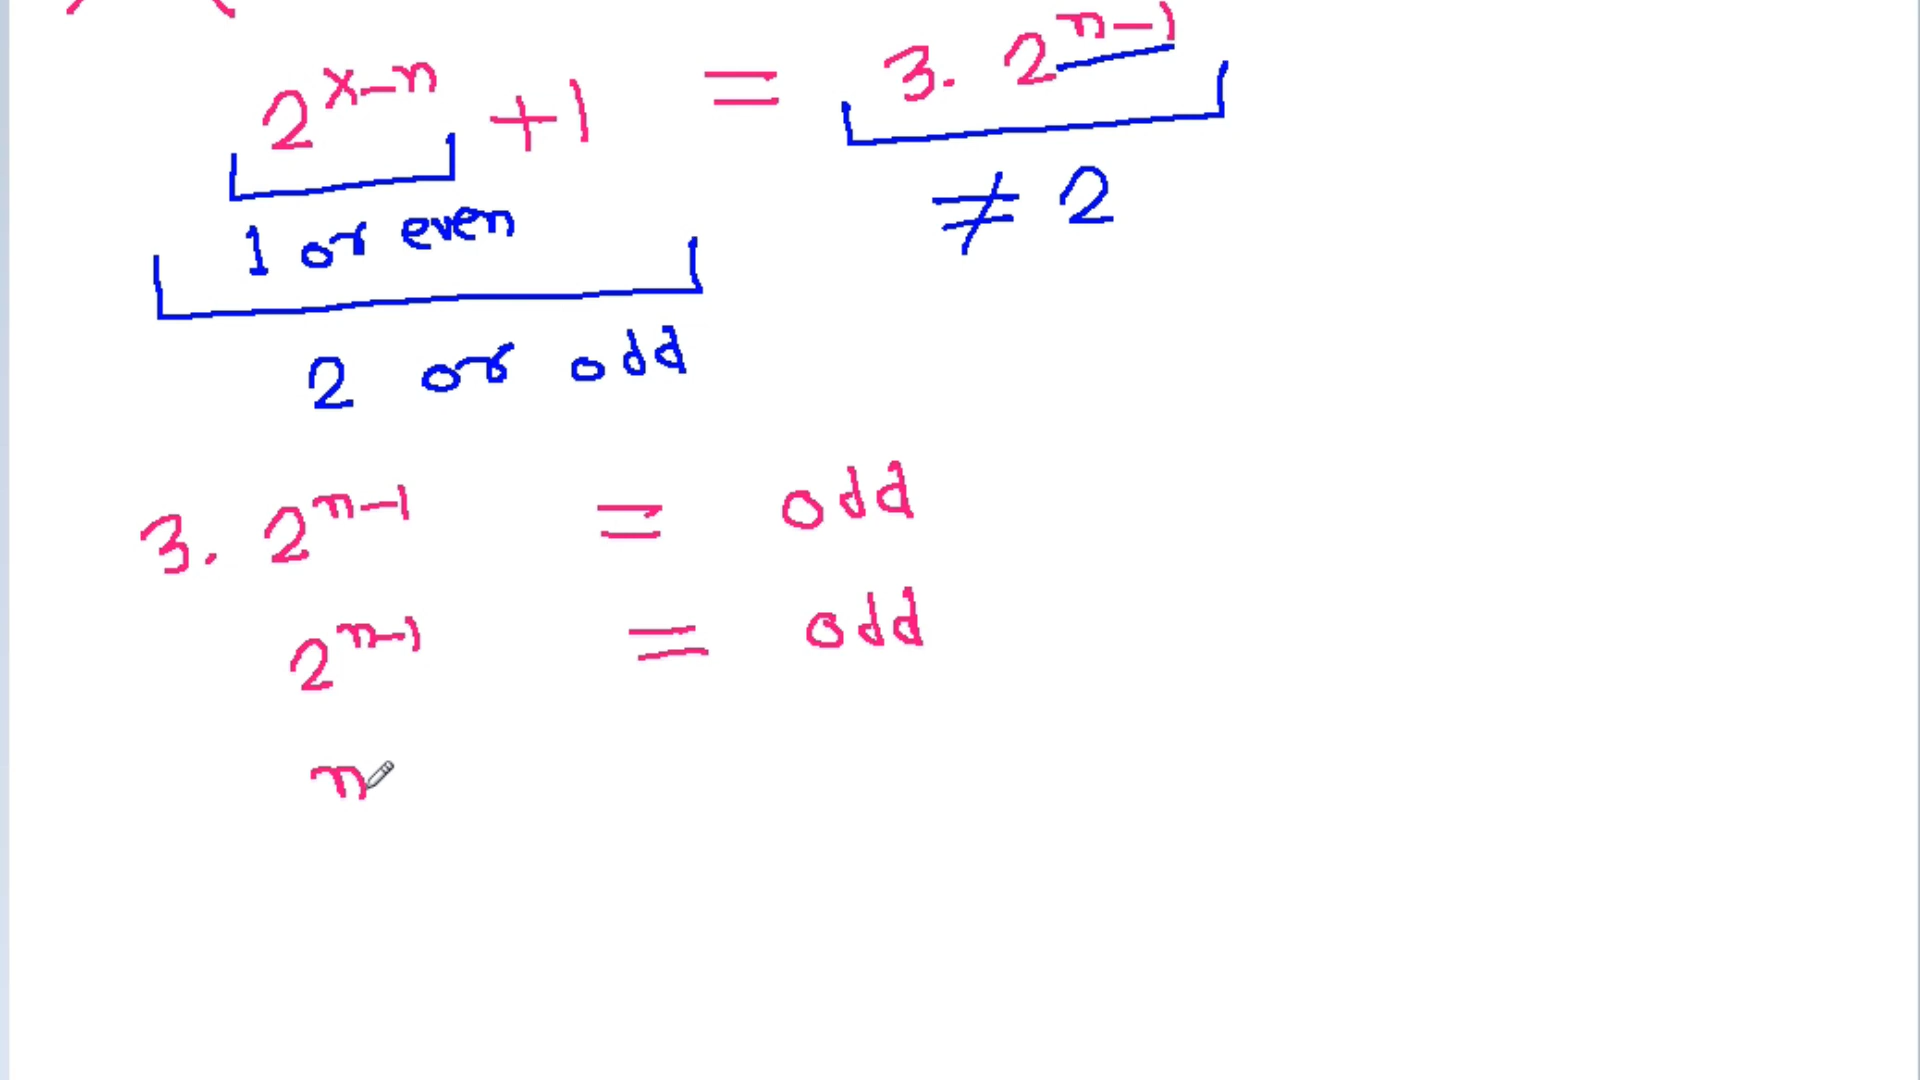 2^{x-n} + 1 = 3. 2^{n-1}
1 or even
≠ 2
2 or odd
3. 2^{n-1} = odd
2^{n-1} = odd
n